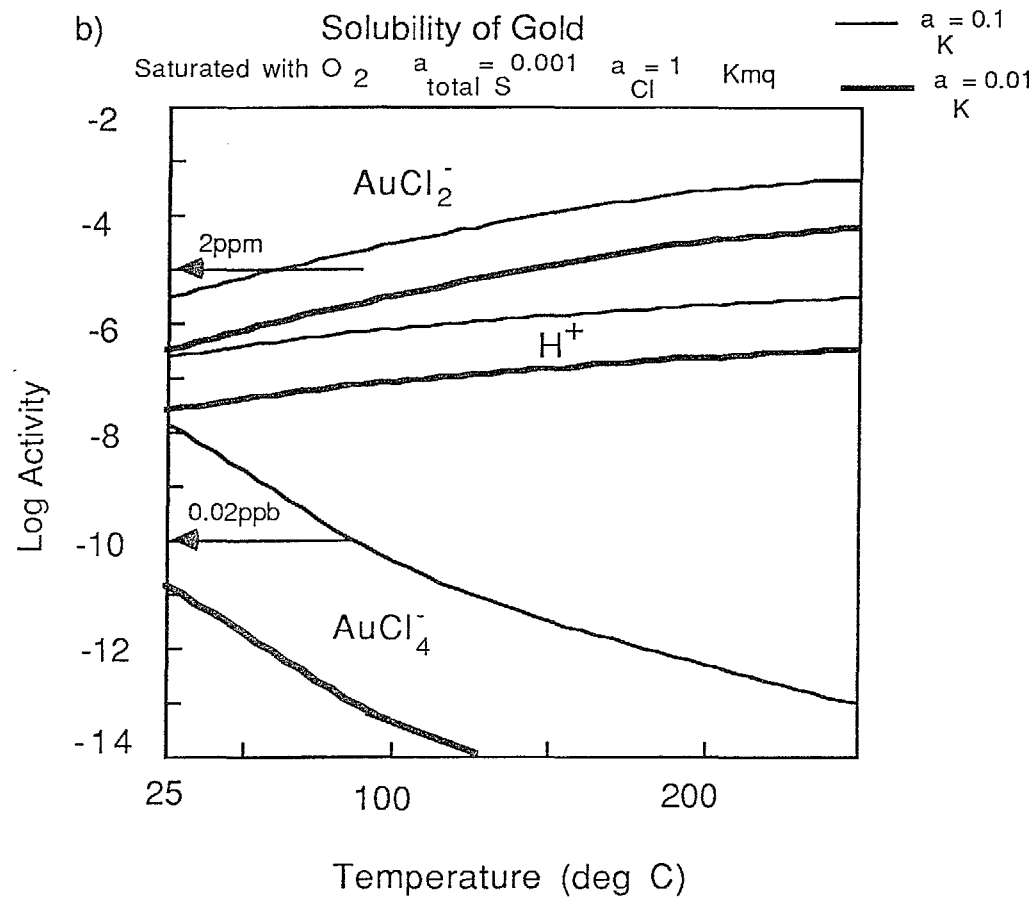 b) Solubility of Gold
Saturated with O2 a total S = 0.001 a Cl = 1 Kmq
a K = 0.1
a K = 0.01
-2
-4
-6
-8
-10
-12
-14
Log Activity
AuCl2-
2ppm
H+
0.02ppb
AuCl4-
25 100 200
Temperature (deg C)